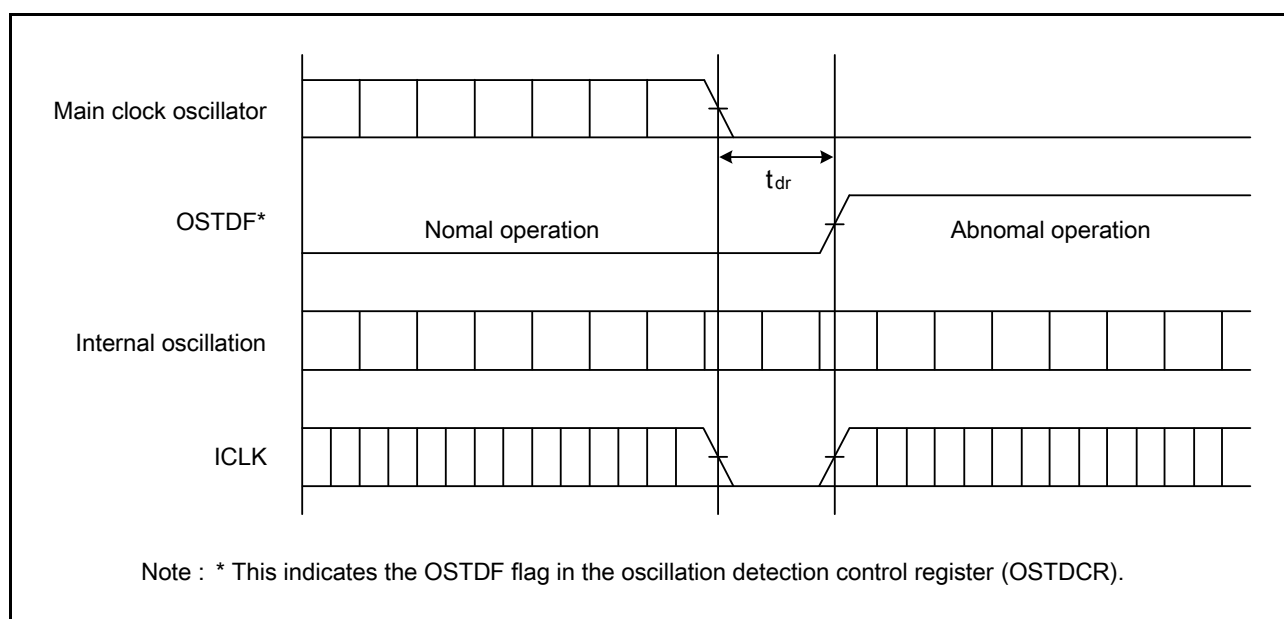 Main clock oscillator
tdr
OSTDF*
Nomal operation
Abnomal operation
Internal oscillation
ICLK
Note : * This indicates the OSTDF flag in the oscillation detection control register (OSTDCR).